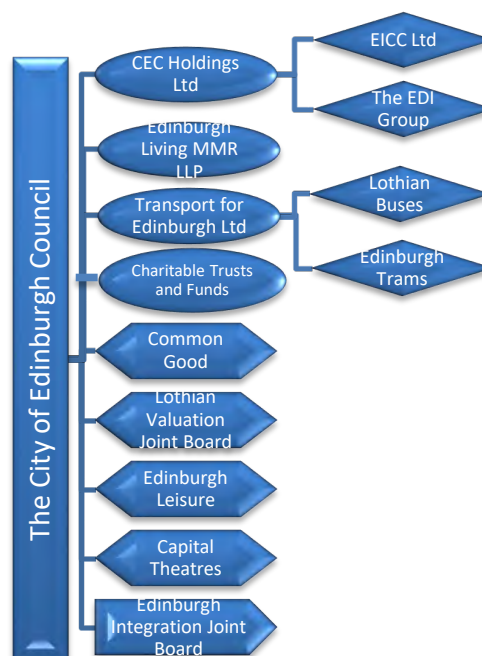 The City of Edinburgh Council
CEC Holdings
Ltd
EICC Ltd
The EDI
Group
Edinburgh
Living MMR
LLP
Transport for
Edinburgh Ltd
Lothian
Buses
Edinburgh
Trams
Charitable Trusts
and Funds
Common
Good
Lothian
Valuation
Joint Board
Edinburgh
Leisure
Capital
Theatres
Edinburgh
Integration Joint
Board